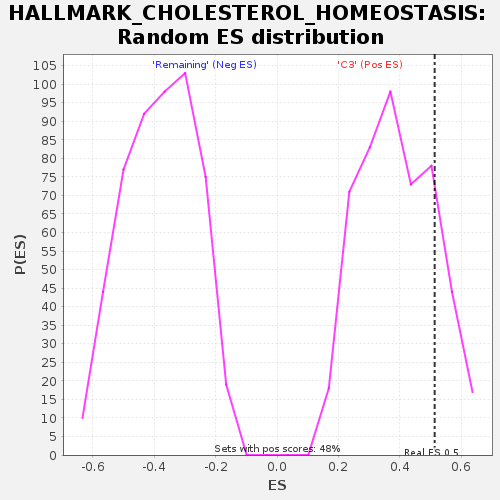 HALLMARK_CHOLESTEROL_HOMEOSTASIS:
Random ES distribution
'Remaining' (Neg ES) 'C3' (Pos ES)
105
100
95
90
85
80
75
70
65
60
55
50
45
40
35
30
25
20
15
10
5
0
P(ES)
Sets with pos scores: 48%
Real ES 0.5
-0.6 -0.4 -0.2 0.0 0.2 0.4 0.6
ES